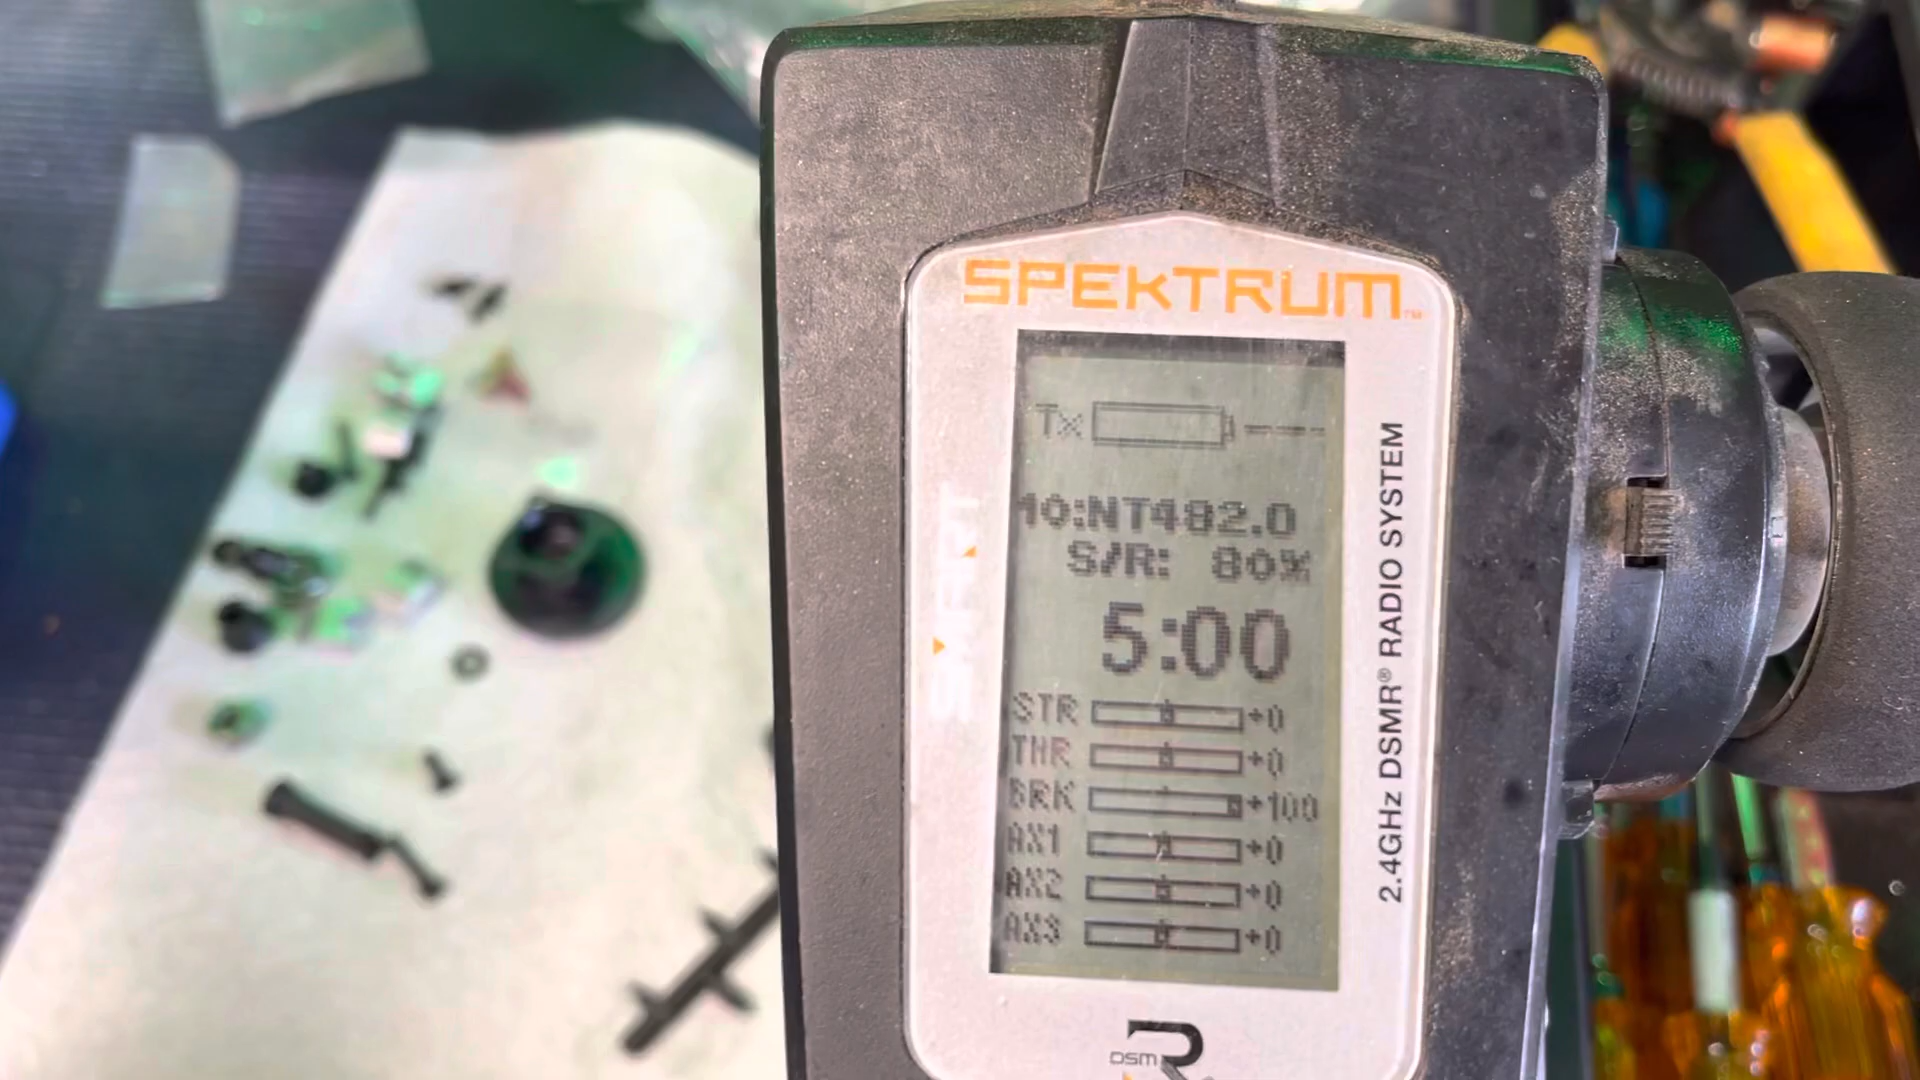 SPEKTRUM™
Tx ----
10:NT482.0
S/R: 80%
5:00
STR +0
THR +0
BRK +100
AX1 +0
AX2 +0
AX3 +0
2.4GHz DSMR® RADIO SYSTEM
DSM R